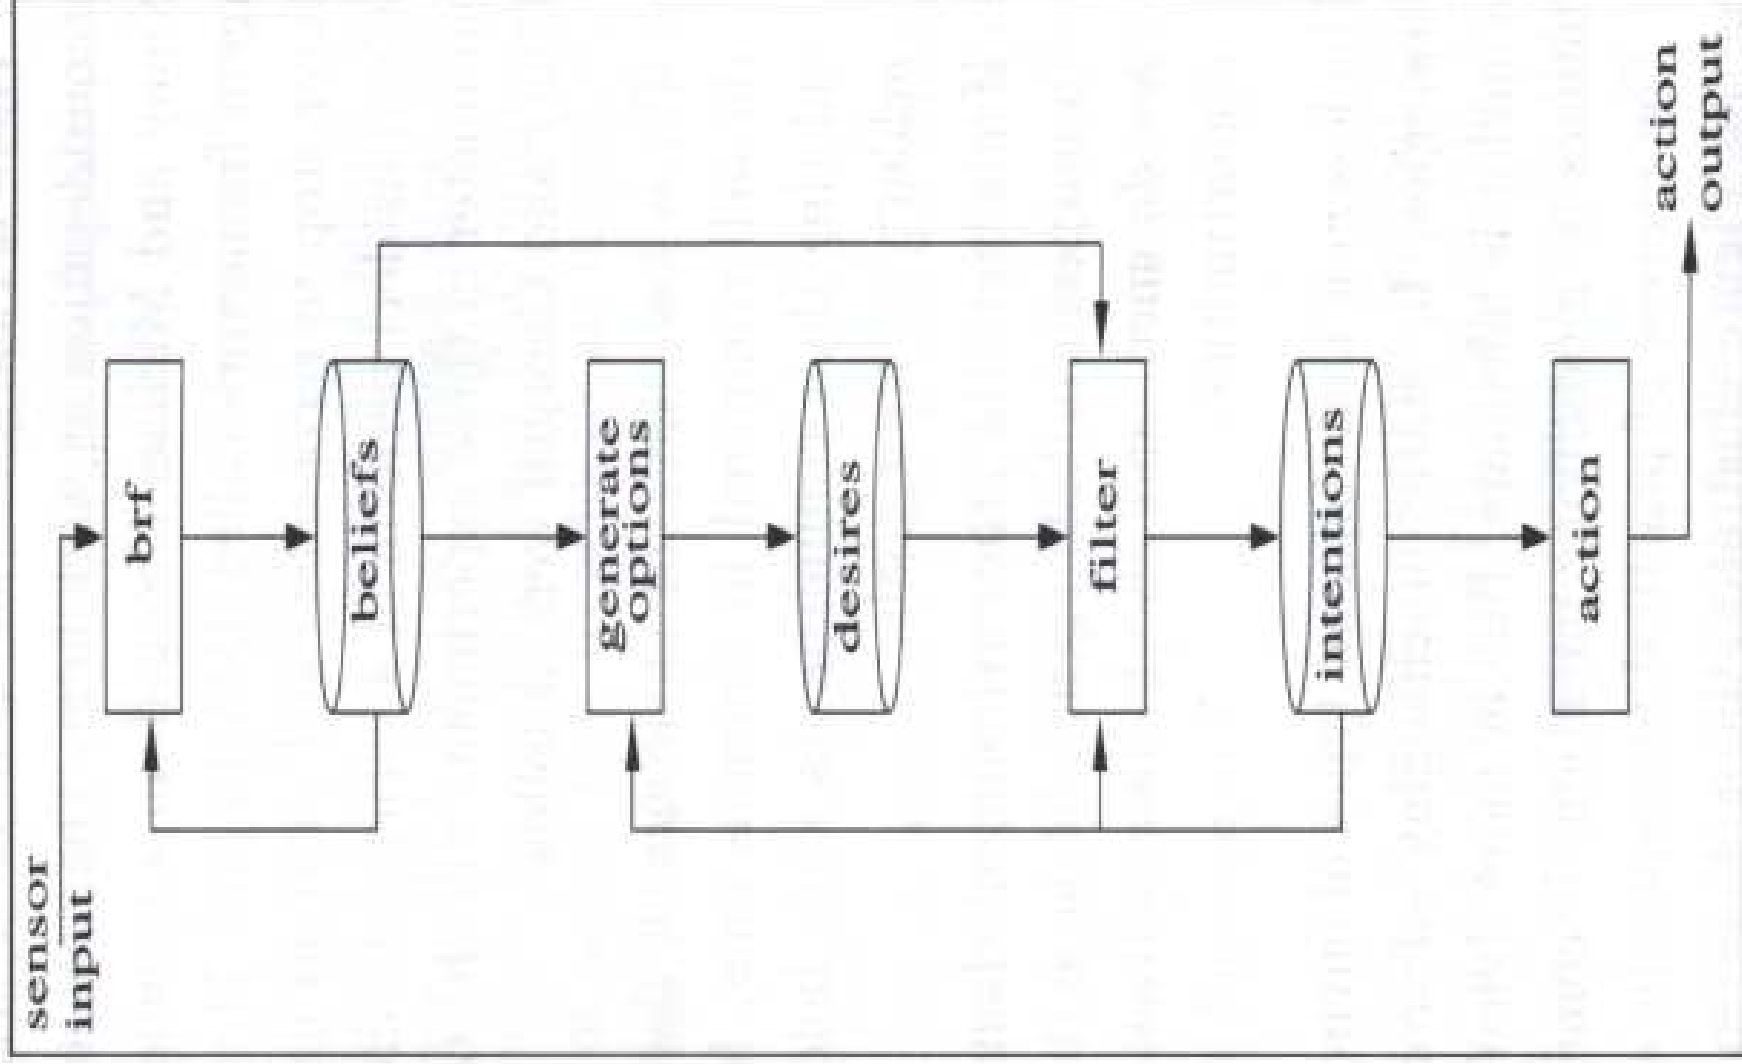 sensor
input
brf
beliefs
generate
options
desires
filter
intentions
action
action
output